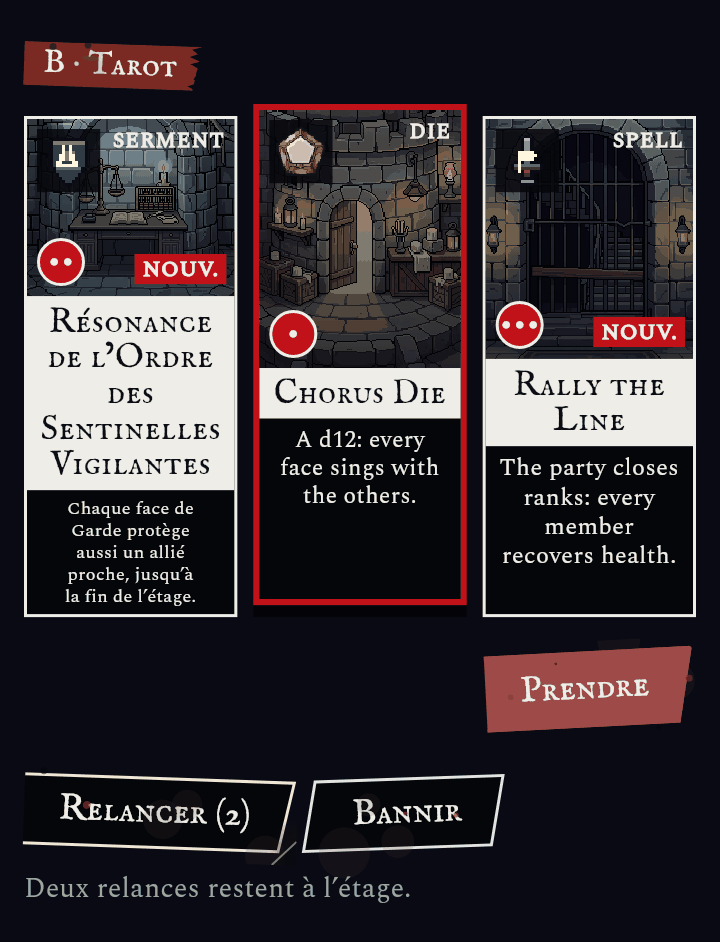 B · Tarot
SERMENT
NOUV.
Résonance
de l'Ordre
des
Sentinelles
Vigilantes
Chaque face de
Garde protège
aussi un allié
proche, jusqu'à
la fin de l'étage.
DIE
Chorus Die
A d12: every
face sings with
the others.
SPELL
NOUV.
Rally the
Line
The party closes
ranks: every
member
recovers health.
Prendre
Relancer (2)
Bannir
Deux relances restent à l'étage.